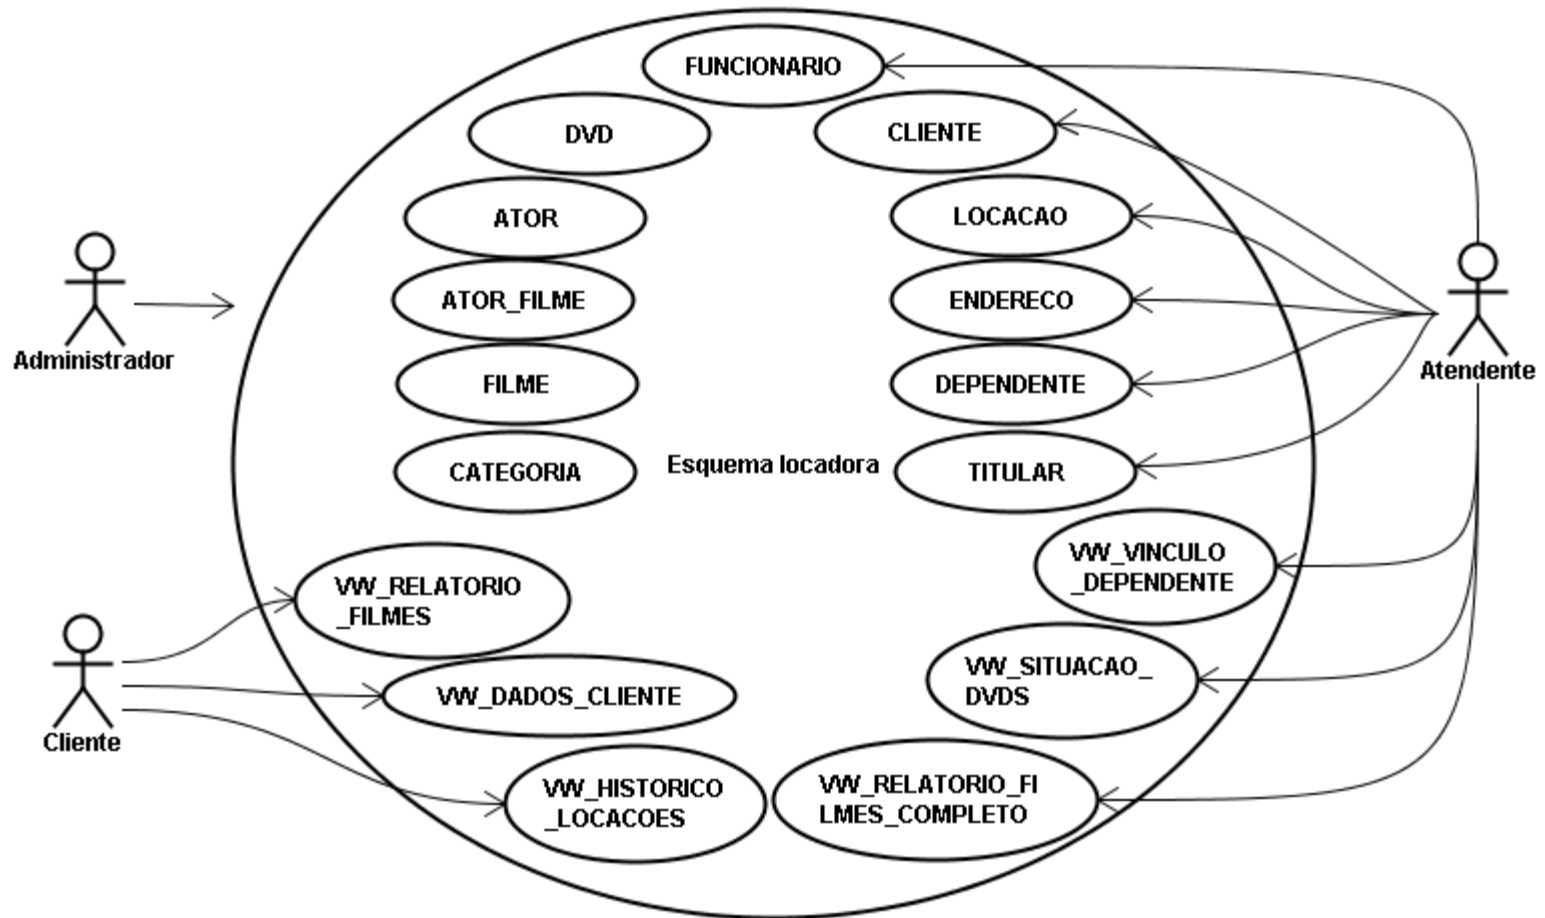 FUNCIONARIO
DVD
CLIENTE
ATOR
LOCACAO
ATOR_FILME
ENDERECO
Administrador
Atendente
FILME
DEPENDENTE
CATEGORIA
Esquema locadora
TITULAR
VW_VINCULO
_DEPENDENTE
VW_RELATORIO
_FILMES
VW_DADOS_CLIENTE
VW_SITUACAO_
DVDS
Cliente
VW_HISTORICO
_LOCACOES
VW_RELATORIO_FI
LMES_COMPLETO